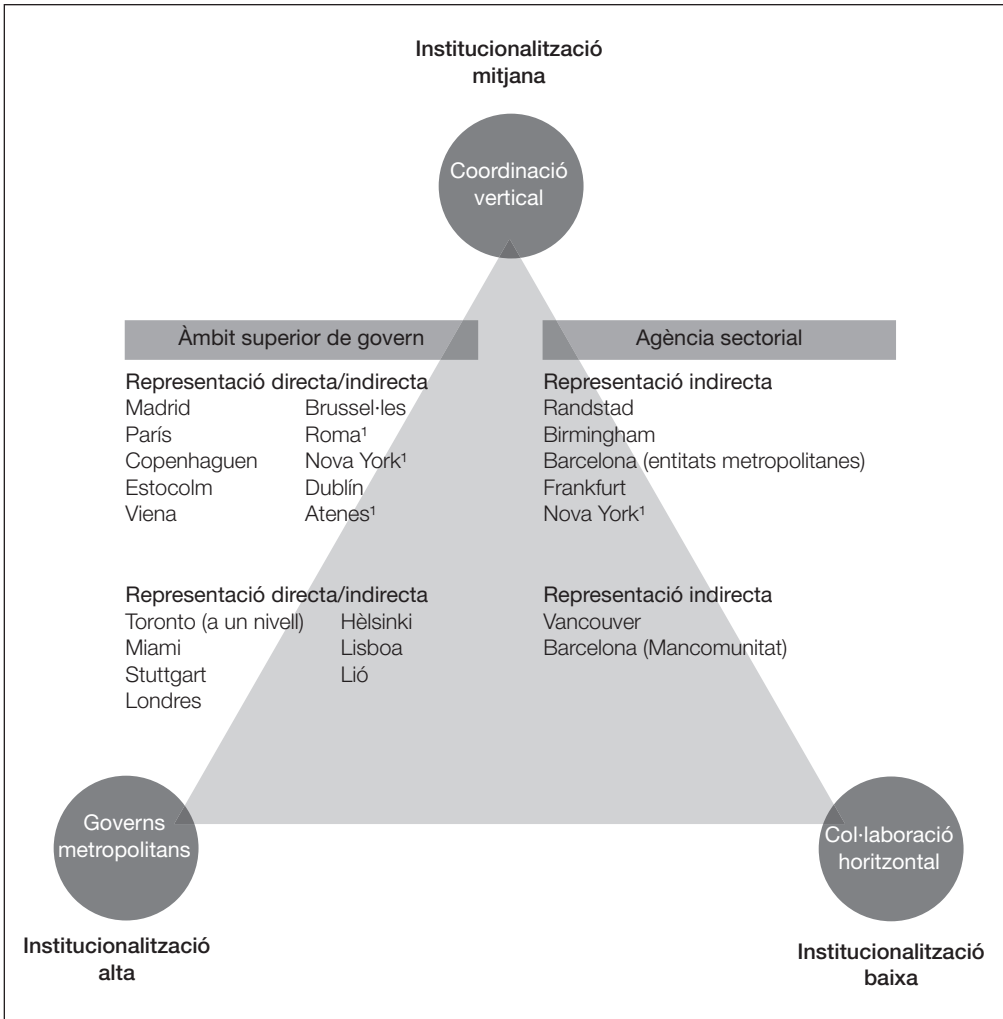 Institucionalització
mitjana
Coordinació
vertical
Àmbit superior de govern
Representació directa/indirecta
Madrid Brussel·les
París Roma¹
Copenhaguen Nova York¹
Estocolm Dublín
Viena Atenes¹
Agència sectorial
Representació indirecta
Randstad
Birmingham
Barcelona (entitats metropolitanes)
Frankfurt
Nova York¹
Representació directa/indirecta
Toronto (a un nivell) Hèlsinki
Miami Lisboa
Stuttgart Lió
Londres
Representació indirecta
Vancouver
Barcelona (Mancomunitat)
Governs
metropolitans
Institucionalització
alta
Col·laboració
horitzontal
Institucionalització
baixa